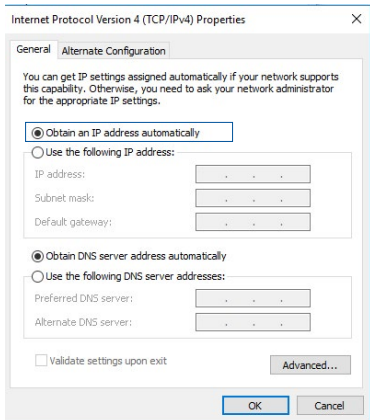 Internet Protocol Version 4 (TCP/IPv4) Properties
General
Alternate Configuration
You can get IP settings assigned automatically if your network supports
this capability. Otherwise, you need to ask your network administrator
for the appropriate IP settings.
Obtain an IP address automatically
Use the following IP address:
IP address:
Subnet mask:
Default gateway:
Obtain DNS server address automatically
Use the following DNS server addresses:
Preferred DNS server:
Alternate DNS server:
Validate settings upon exit
Advanced...
OK
Cancel